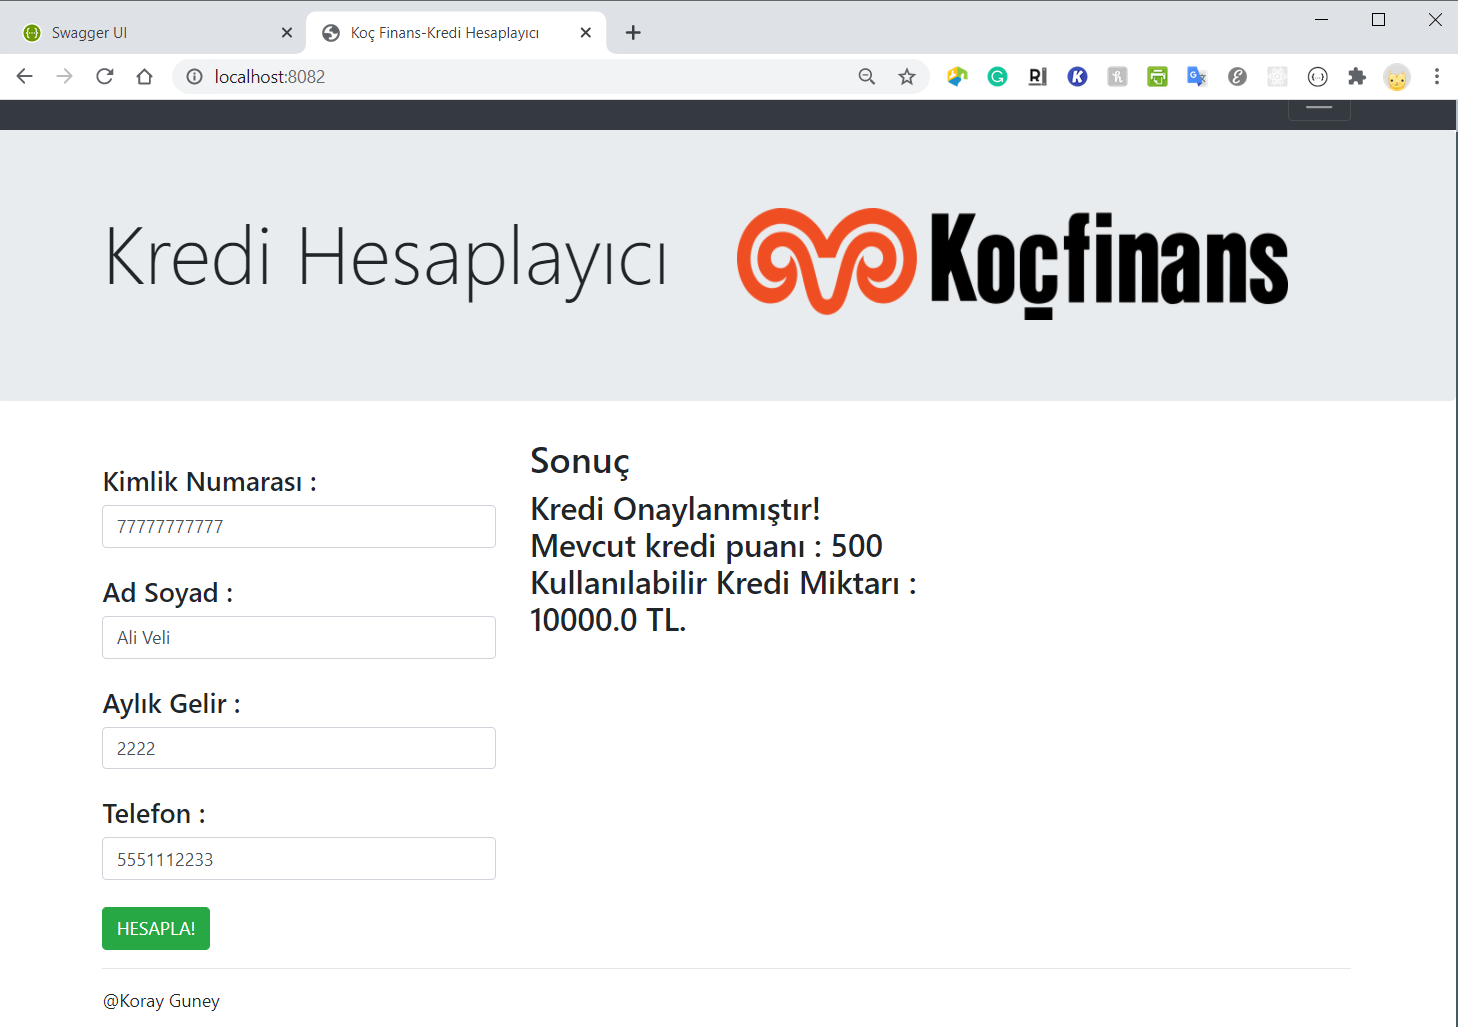 Swagger UI
Koç Finans-Kredi Hesaplayıcı
localhost:8082
Kredi Hesaplayıcı
Koçfinans
Kimlik Numarası :
77777777777
Ad Soyad :
Ali Veli
Aylık Gelir :
2222
Telefon :
5551112233
HESAPLA!
Sonuç
Kredi Onaylanmıştır!
Mevcut kredi puanı : 500
Kullanılabilir Kredi Miktarı :
10000.0 TL.
@Koray Guney